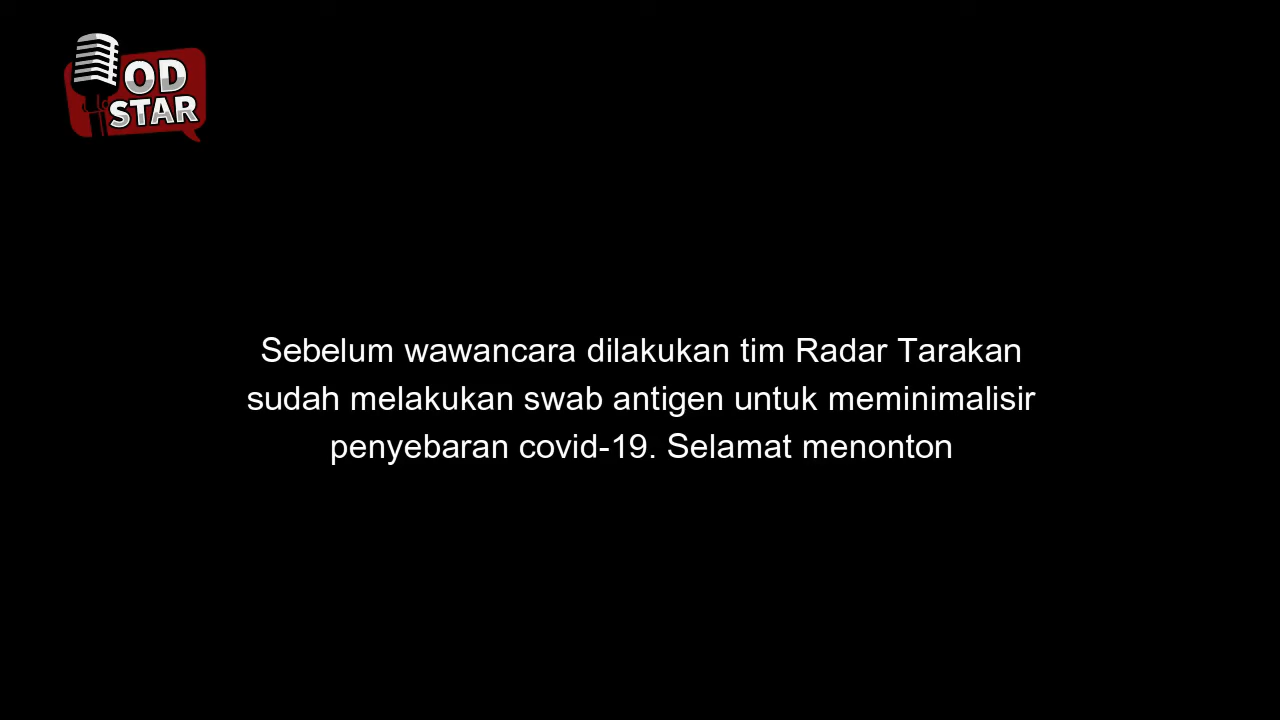 OD
STAR
Sebelum wawancara dilakukan tim Radar Tarakan
sudah melakukan swab antigen untuk meminimalisir
penyebaran covid-19. Selamat menonton